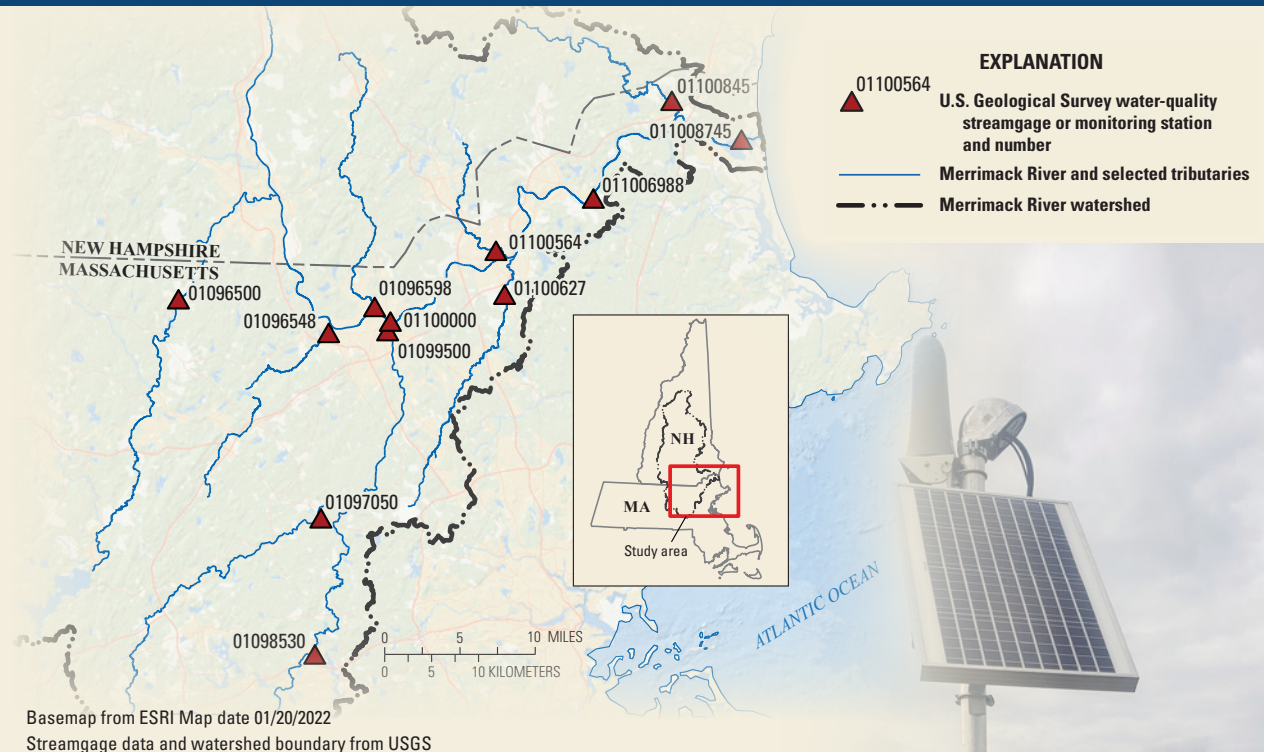 EXPLANATION
01100564
U.S. Geological Survey water-quality
streamgage or monitoring station
and number
Merrimack River and selected tributaries
Merrimack River watershed
01100845
011008745
011006988
01100564
NEW HAMPSHIRE
MASSACHUSETTS
01096500
01096598
01100627
01096548
01100000
01099500
NH
MA
Study area
01097050
ATLANTIC OCEAN
01098530
0 5 10 MILES
0 5 10 KILOMETERS
Basemap from ESRI Map date 01/20/2022
Streamgage data and watershed boundary from USGS